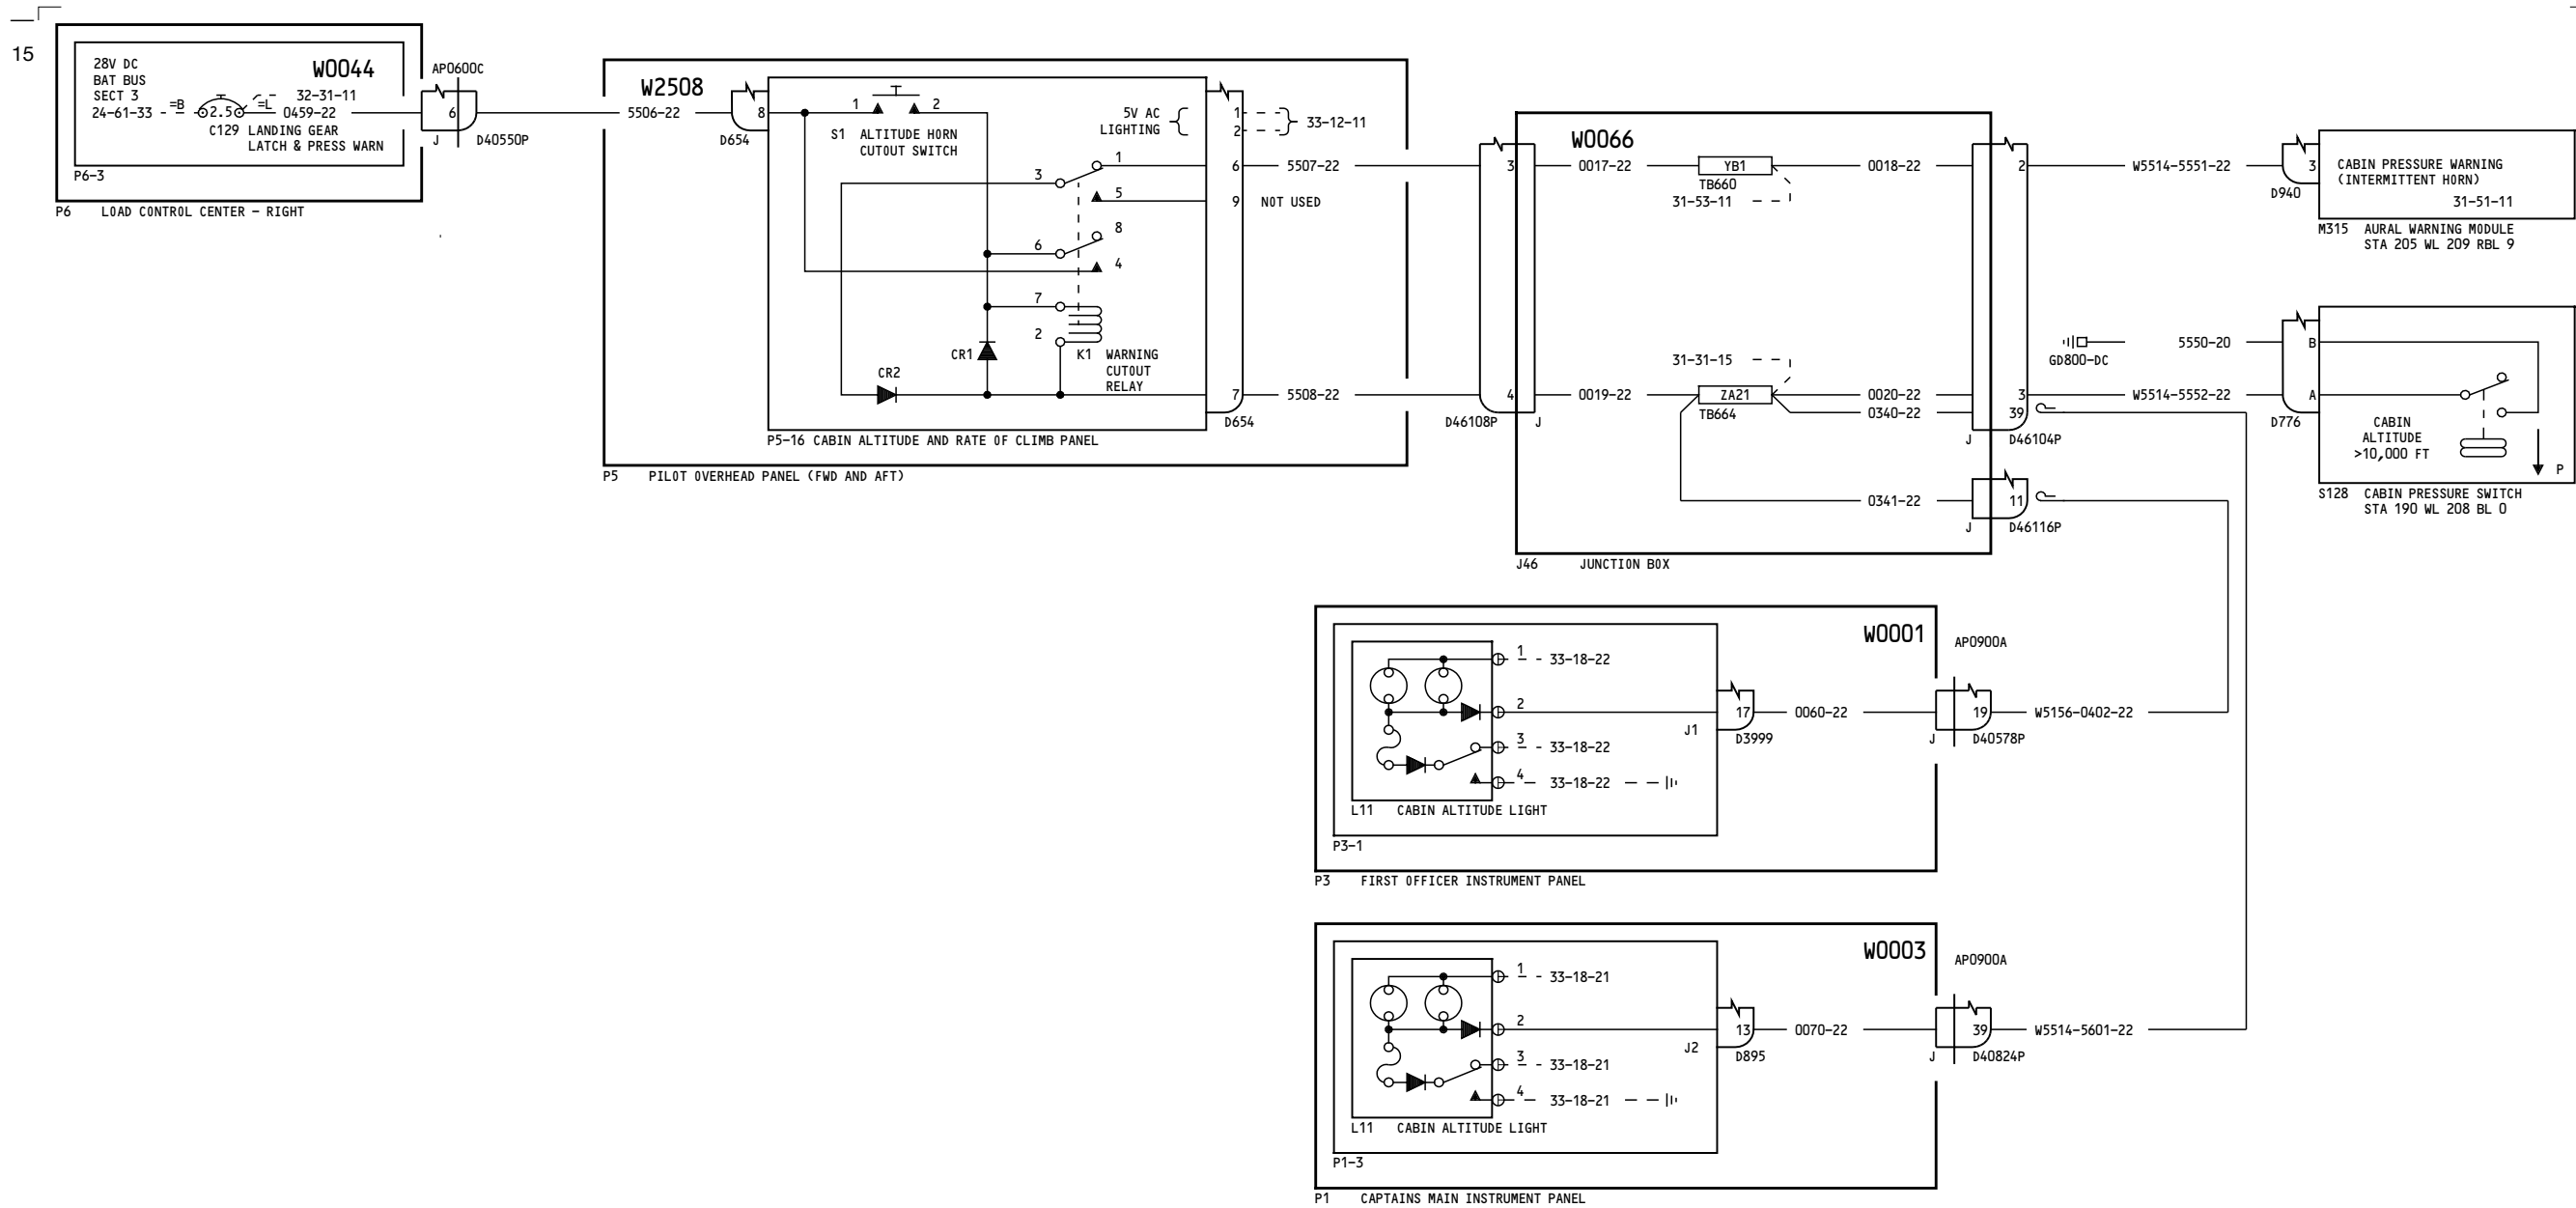 15
28V DC
BAT BUS
SECT 3
24-61-33
=B
2.5
=L
W0044
32-31-11
0459-22
C129 LANDING GEAR
LATCH & PRESS WARN
P6-3
P6 LOAD CONTROL CENTER - RIGHT
AP0600C
6
J
D40550P
W2508
5506-22
8
D654
1
2
S1 ALTITUDE HORN
CUTOUT SWITCH
5V AC
LIGHTING
1
2
33-12-11
3
1
6
5507-22
5
9
NOT USED
8
6
4
7
2
CR1
K1 WARNING
CUTOUT
RELAY
CR2
7
5508-22
D654
P5-16 CABIN ALTITUDE AND RATE OF CLIMB PANEL
P5 PILOT OVERHEAD PANEL (FWD AND AFT)
W0066
3
0017-22
YB1
TB660
31-53-11
0018-22
2
W5514-5551-22
3
D940
CABIN PRESSURE WARNING
(INTERMITTENT HORN)
31-51-11
M315 AURAL WARNING MODULE
STA 205 WL 209 RBL 9
31-31-15
4
0019-22
ZA21
TB664
0020-22
0340-22
3
39
D46108P
J
J
D46104P
GD800-DC
5550-20
B
W5514-5552-22
A
D776
CABIN
ALTITUDE
>10,000 FT
P
S128 CABIN PRESSURE SWITCH
STA 190 WL 208 BL 0
0341-22
11
J
D46116P
J46 JUNCTION BOX
W0001
AP0900A
1
33-18-22
2
3
33-18-22
4
33-18-22
L11 CABIN ALTITUDE LIGHT
J1
17
D3999
0060-22
19
J
D40578P
W5156-0402-22
P3-1
P3 FIRST OFFICER INSTRUMENT PANEL
W0003
AP0900A
1
33-18-21
2
3
33-18-21
4
33-18-21
L11 CABIN ALTITUDE LIGHT
J2
13
D895
0070-22
39
J
D40824P
W5514-5601-22
P1-3
P1 CAPTAINS MAIN INSTRUMENT PANEL